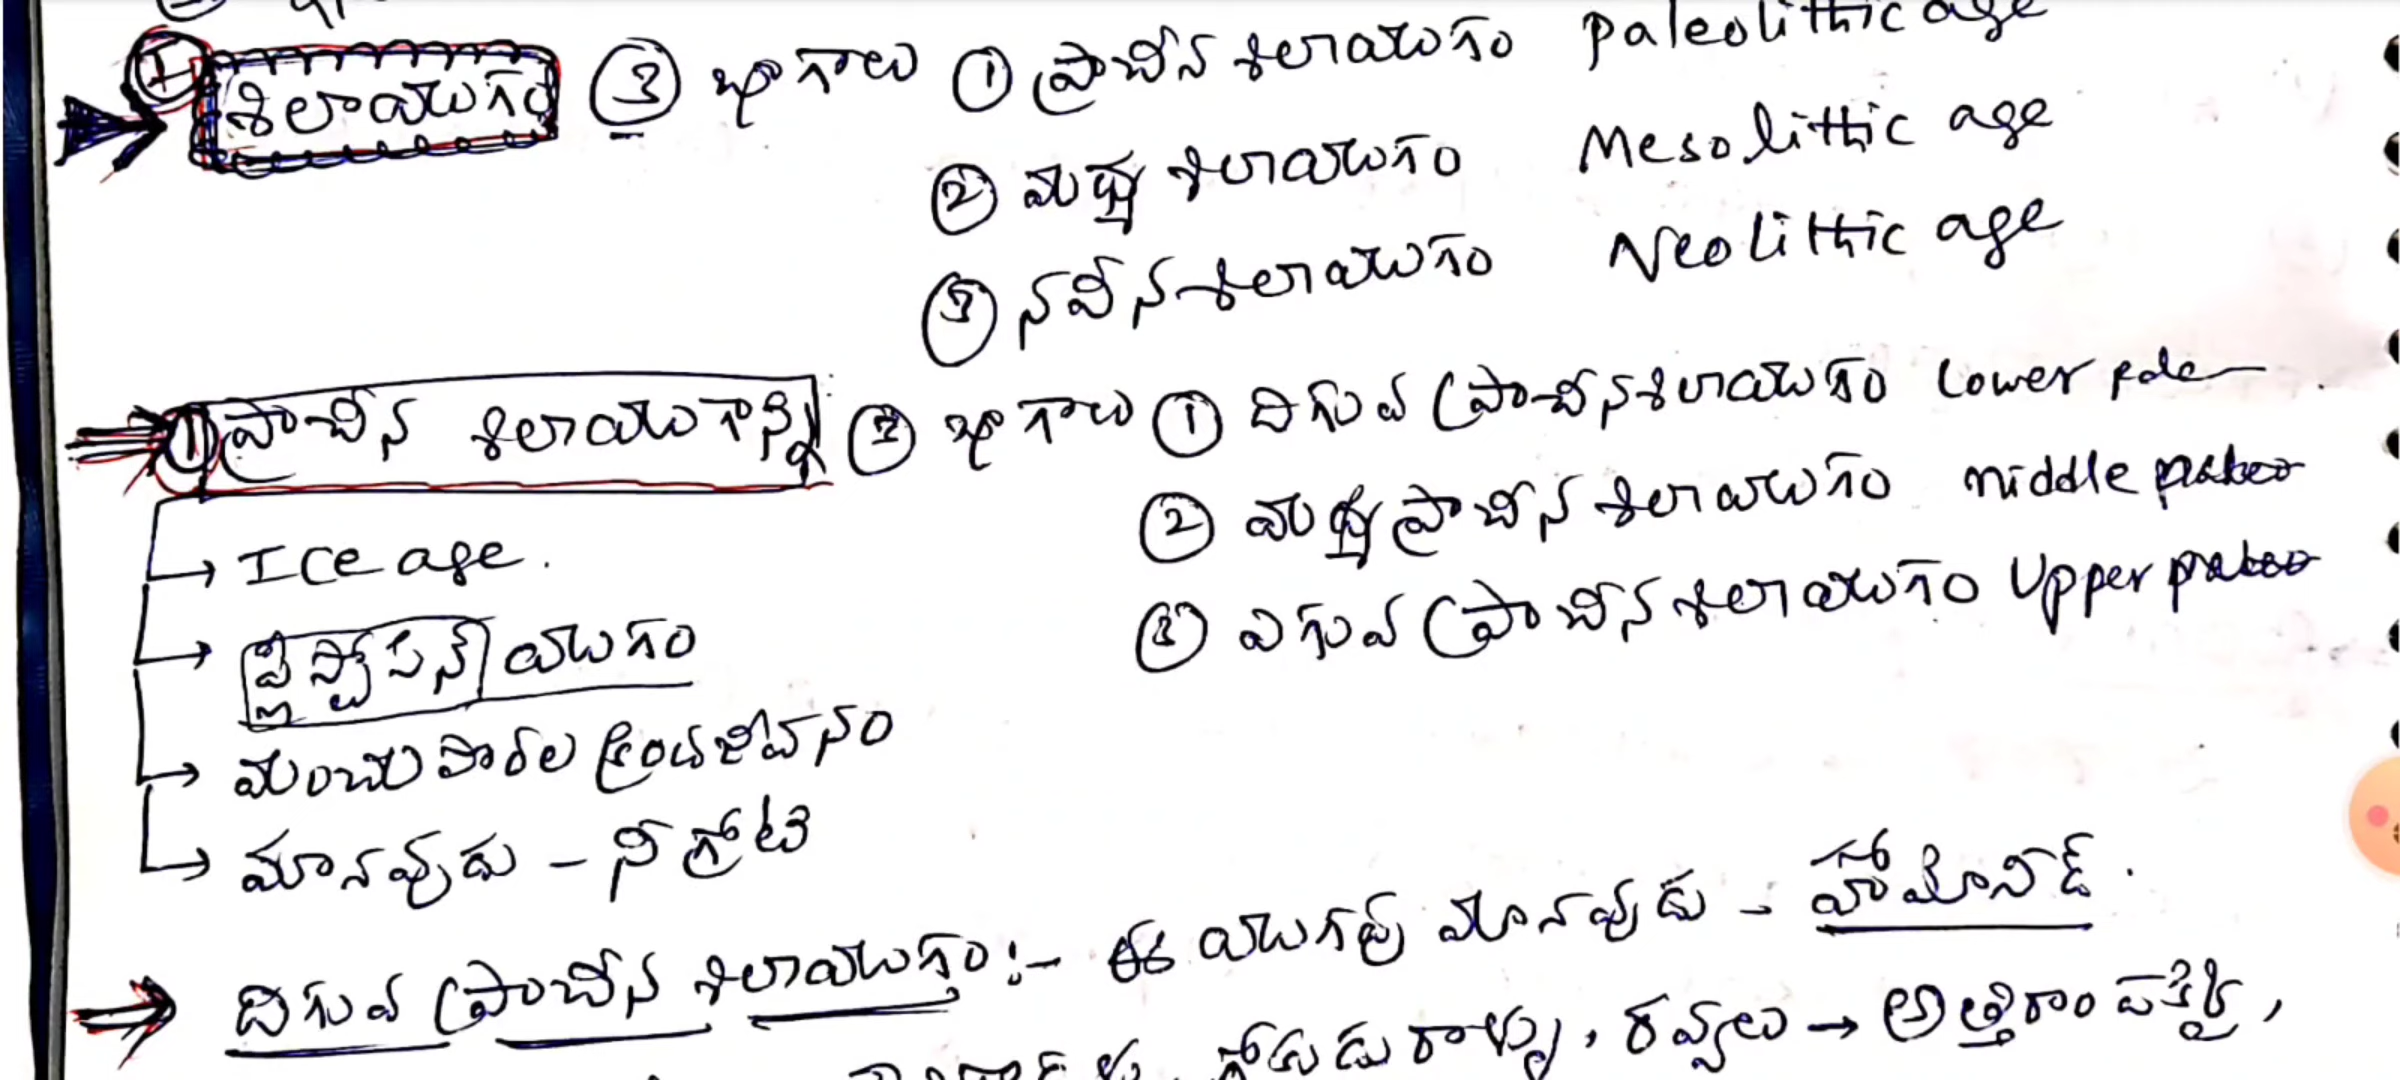 I శిలాయుగం ③ భాగాలు ① ప్రాచీన శిలాయుగం Paleolithic age
② మధ్య శిలాయుగం Mesolithic age
③ నవీన శిలాయుగం Neolithic age
① ప్రాచీన శిలాయుగాన్ని ③ భాగాలు ① దిగువ ప్రాచీన శిలాయుగం Lower pale
② మధ్య ప్రాచీన శిలాయుగం middle paleo
③ ఎగువ ప్రాచీన శిలాయుగం Upper paleo
→ Ice age.
→ ప్లీస్టోసీన్ యుగం
→ మంచు పొరల క్రింద జీవనం
→ మానవుడు - నీగ్రోటె
→ దిగువ ప్రాచీన శిలాయుగం :- ఈ యుగపు మానవుడు - హోమోనిడ్.
గోకుడురాళ్ళు, రవ్వలు → అత్తిరాంపక్కై,